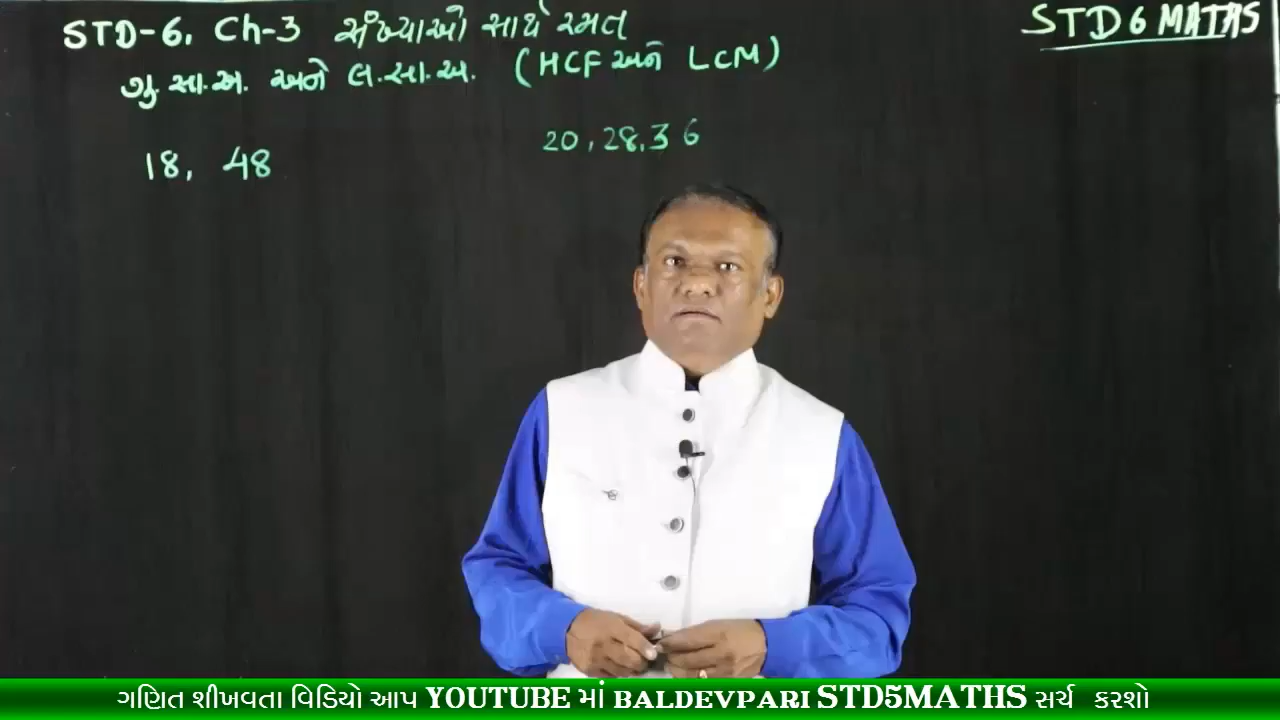 STD-6. Ch-3 સંખ્યાઓ સાથે રમત
STD 6 MATHS
ગુ.સા.અ. અને લ.સા.અ. (HCF અને LCM)
18, 48
20, 28, 36
ગણિત શીખવતા વિડિયો આપ YOUTUBE માં BALDEVPARI STD5MATHS સર્ચ કરશો